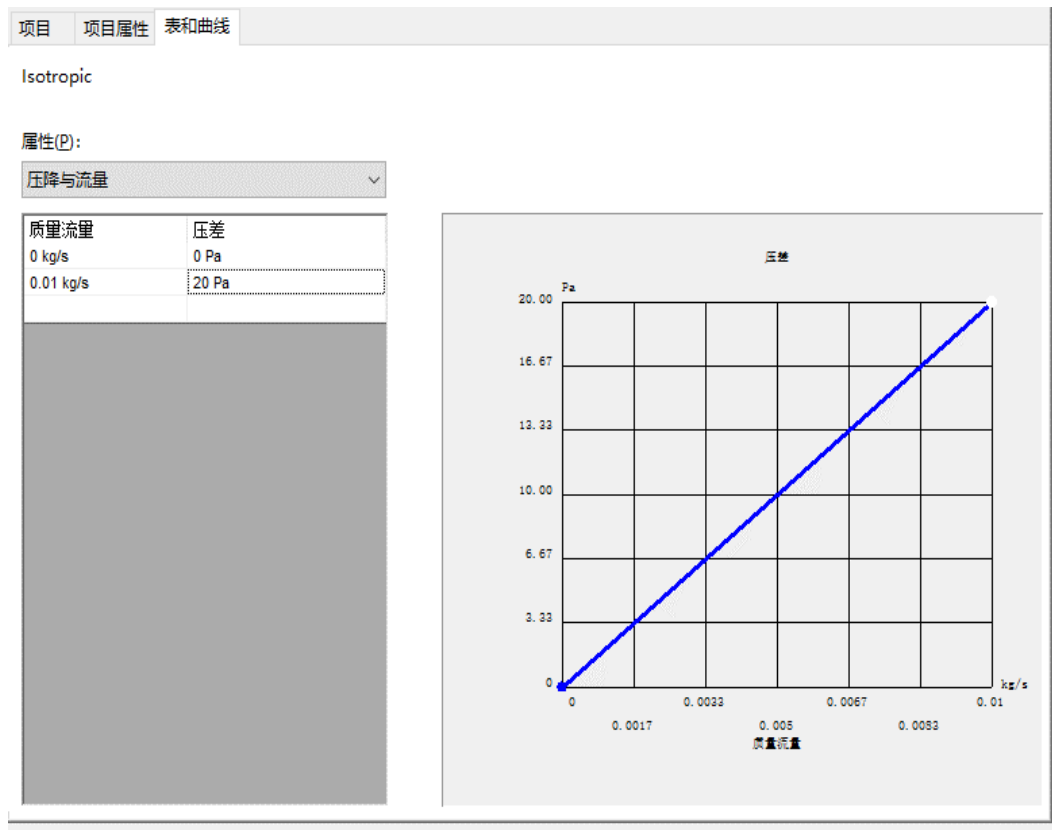 项目 项目属性 表和曲线
Isotropic
属性(P):
压降与流量
质量流量 压差
0 kg/s 0 Pa
0.01 kg/s 20 Pa
压差
Pa
20.00
16.67
13.33
10.00
6.67
3.33
0
kg/s
0 0.0033 0.0067 0.01
0.0017 0.005 0.0083
质量流量